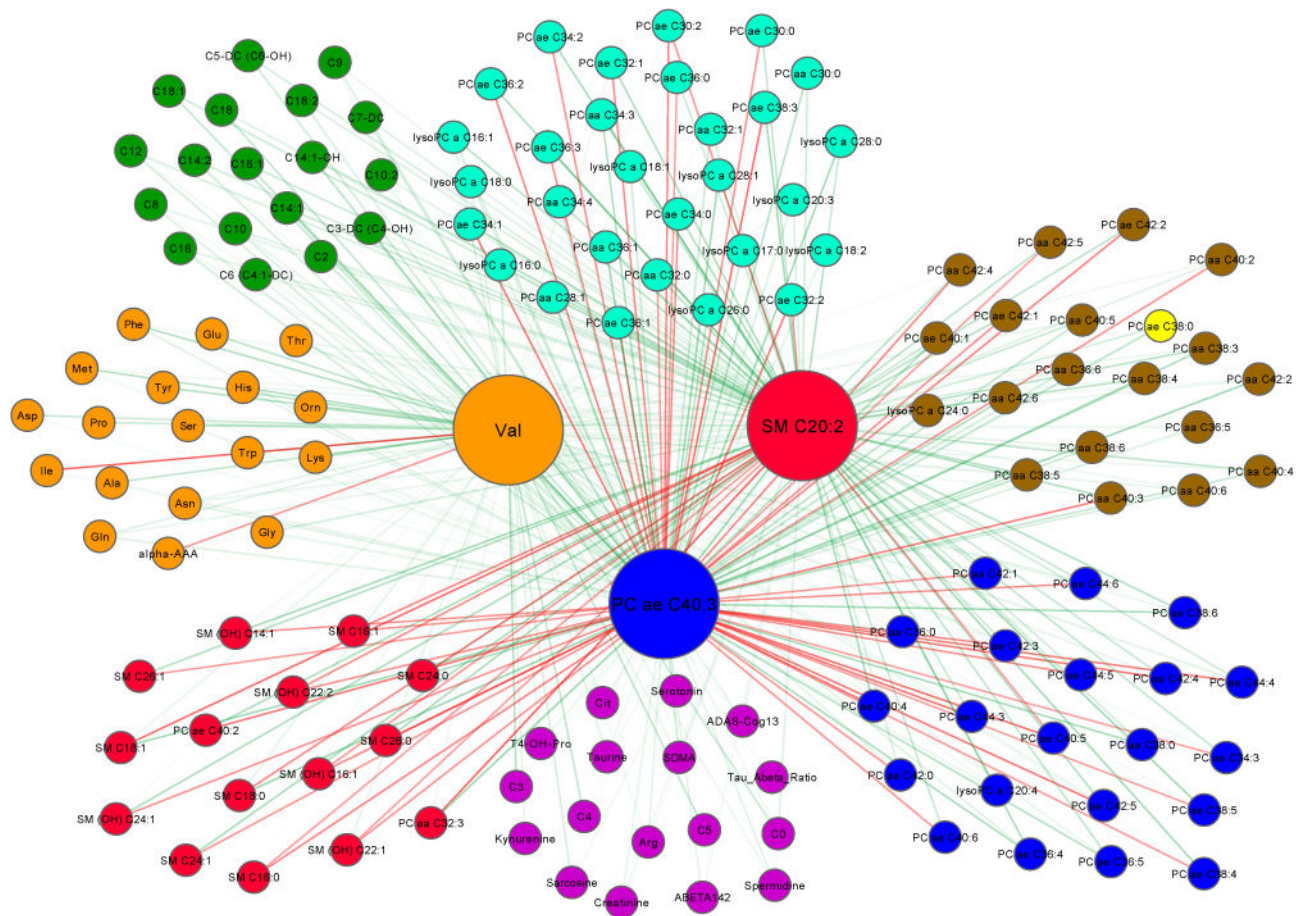 C5-DC (C6-OH)
C9
C18:1
C18
C18:2
C7-DC
C12
C14:2
C16:1
C14:1-OH
C10:2
C8
C14:1
C10
C3-DC (C4-OH)
C16
C2
C6 (C4:1-DC)
PC ae C34:2
PC ae C30:2
PC ae C30:0
PC ae C36:2
PC ae C32:1
PC ae C36:0
PC aa C30:0
PC aa C34:3
PC ae C38:3
lysoPC a C16:1
PC aa C32:1
lysoPC a C28:0
PC ae C36:3
lysoPC a C18:1
lysoPC a C18:0
lysoPC a C28:1
PC aa C34:4
lysoPC a C20:3
PC ae C34:1
PC ae C34:0
PC aa C36:1
lysoPC a C17:0
lysoPC a C18:2
lysoPC a C16:0
PC aa C32:0
PC aa C28:1
lysoPC a C26:0
PC ae C32:2
PC ae C36:1
PC ae C42:2
PC aa C42:5
PC aa C42:4
PC aa C40:2
PC ae C42:1
PC aa C40:5
PC ae C38:0
PC ae C40:1
PC aa C38:3
PC aa C36:6
PC aa C38:4
PC aa C42:2
PC aa C42:6
lysoPC a C24:0
PC aa C36:5
PC aa C38:6
PC aa C38:5
PC aa C40:4
PC aa C40:3
PC aa C40:6
Phe
Glu
Thr
Met
Tyr
His
Orn
Asp
Pro
Ser
Ile
Trp
Lys
Ala
Asn
Gln
Gly
alpha-AAA
Val
SM C20:2
PC ae C40:3
SM (OH) C14:1
SM C16:1
SM C26:1
SM (OH) C22:2
SM C24:0
SM C18:1
PC ae C40:2
SM C26:0
SM (OH) C16:1
SM C18:0
SM (OH) C24:1
PC aa C32:3
SM C24:1
SM (OH) C22:1
SM C16:0
Serotonin
Cit
ADAS-Cog13
T4-OH-Pro
Taurine
SDMA
Tau_Abeta_Ratio
C3
C4
C5
C0
Kynurenine
Arg
Sarcosine
Creatinine
ABETA142
Spermidine
PC aa C42:1
PC ae C44:6
PC ae C38:6
PC aa C36:0
PC ae C42:3
PC ae C44:5
PC ae C42:4
PC ae C44:4
PC ae C40:4
PC ae C44:3
PC ae C40:5
PC aa C38:0
PC ae C34:3
PC aa C42:0
lysoPC a C20:4
PC ae C42:5
PC ae C38:5
PC ae C40:6
PC ae C36:4
PC ae C36:5
PC ae C38:4